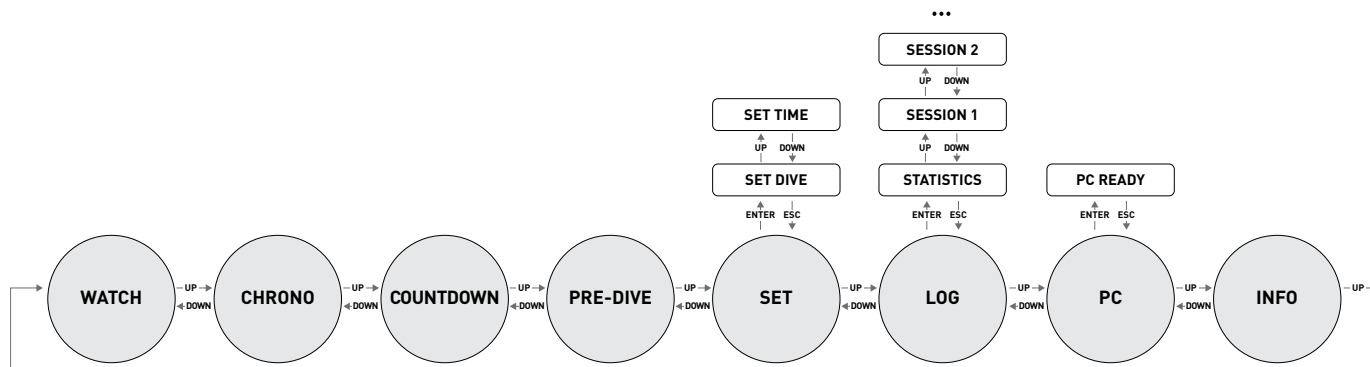 ...
SESSION 2
UP DOWN
SET TIME SESSION 1
UP DOWN UP DOWN
SET DIVE STATISTICS PC READY
ENTER ESC ENTER ESC ENTER ESC
UP UP UP UP UP UP UP UP
WATCH CHRONO COUNTDOWN PRE-DIVE SET LOG PC INFO
DOWN DOWN DOWN DOWN DOWN DOWN DOWN